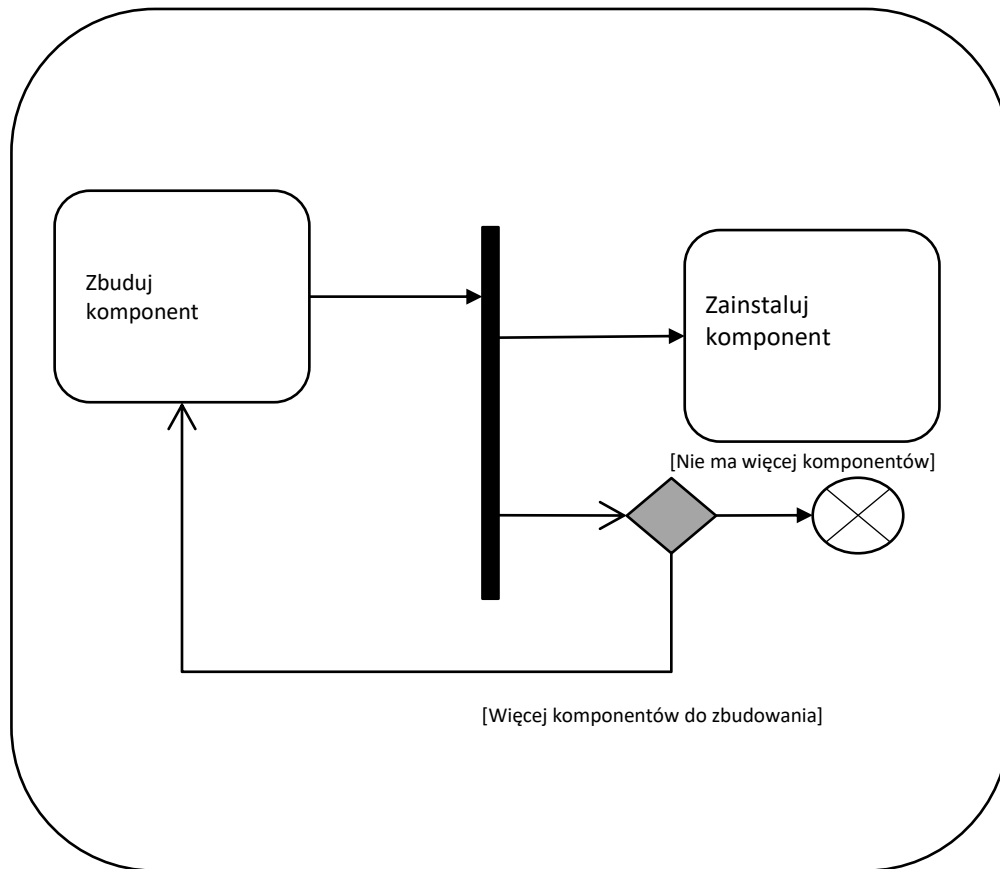 Zbuduj
komponent
Zainstaluj
komponent
[Nie ma więcej komponentów]
[Więcej komponentów do zbudowania]